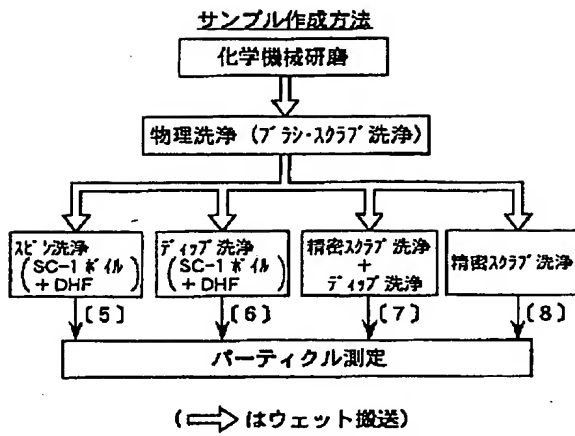 サンプル作成方法
化学機械研磨
物理洗浄 (ブラシ・スクラブ洗浄)
スピン洗浄
(SC-1 ボイル
+ DHF)
ディップ洗浄
(SC-1 ボイル
+ DHF)
精密スクラブ洗浄
+
ディップ洗浄
精密スクラブ洗浄
〔5〕
〔6〕
〔7〕
〔8〕
パーティクル測定
(⇨はウェット搬送)